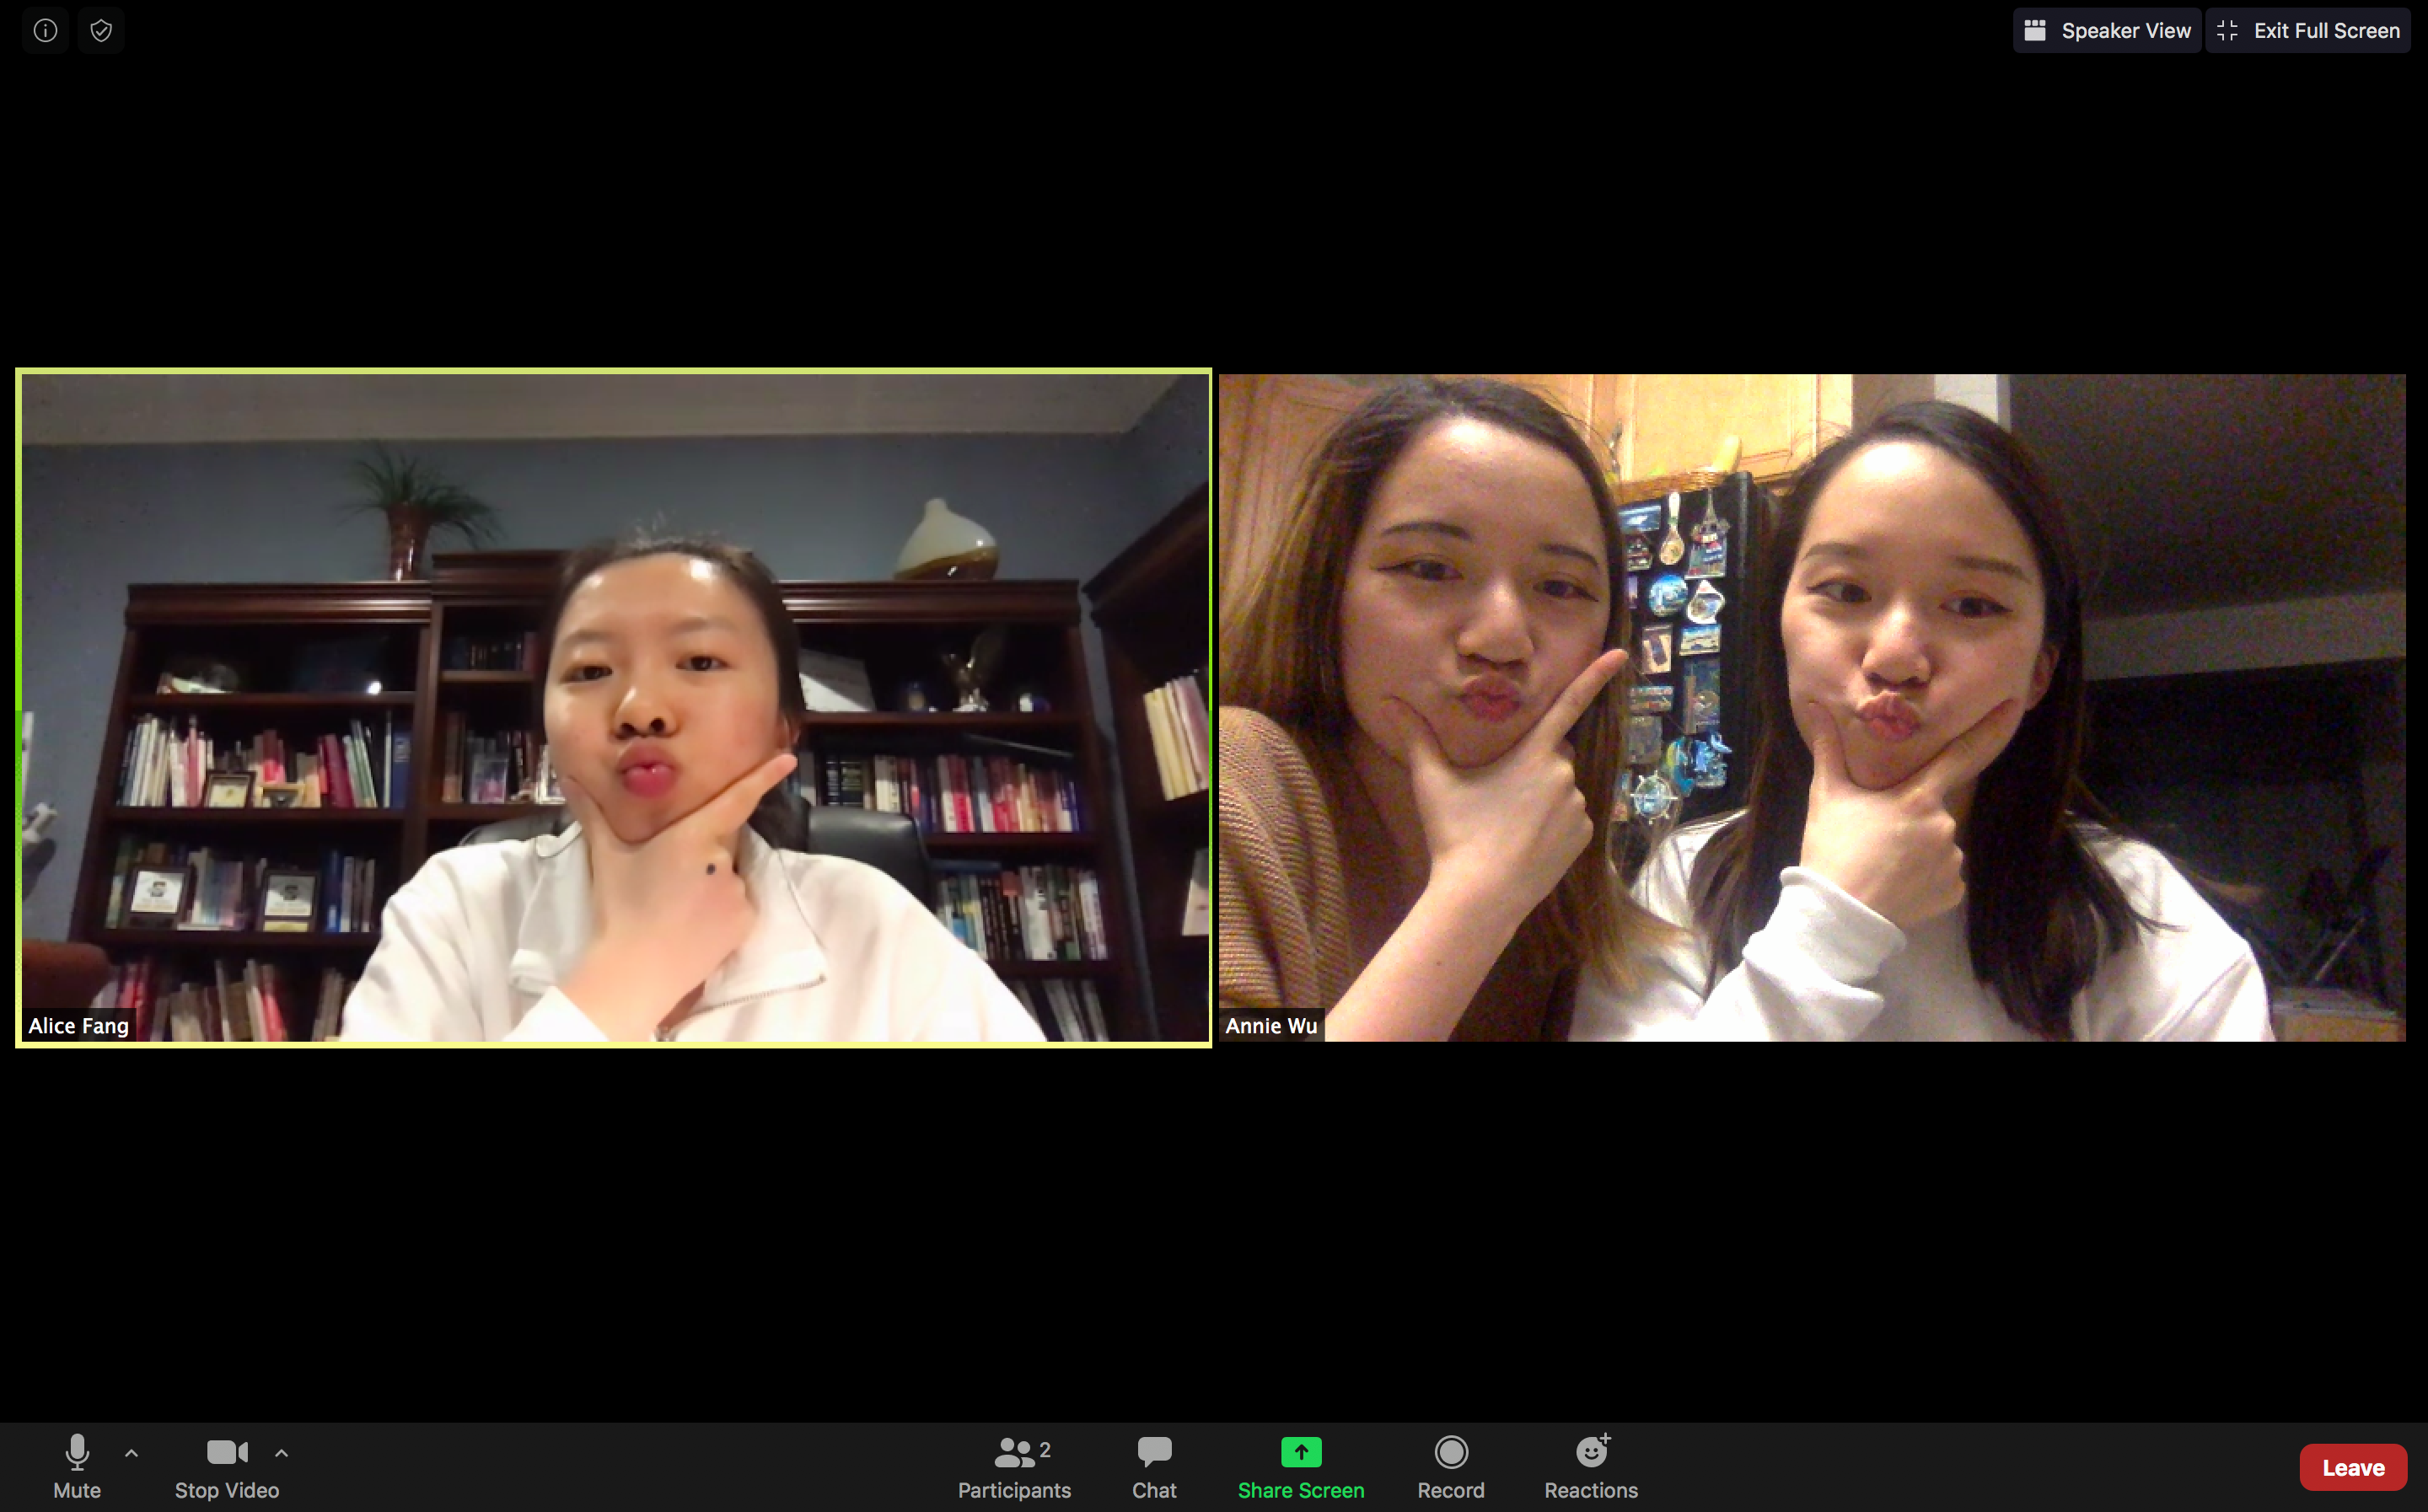 Speaker View
Exit Full Screen
Alice Fang
Annie Wu
2
Mute
Stop Video
Participants
Chat
Share Screen
Record
Reactions
Leave